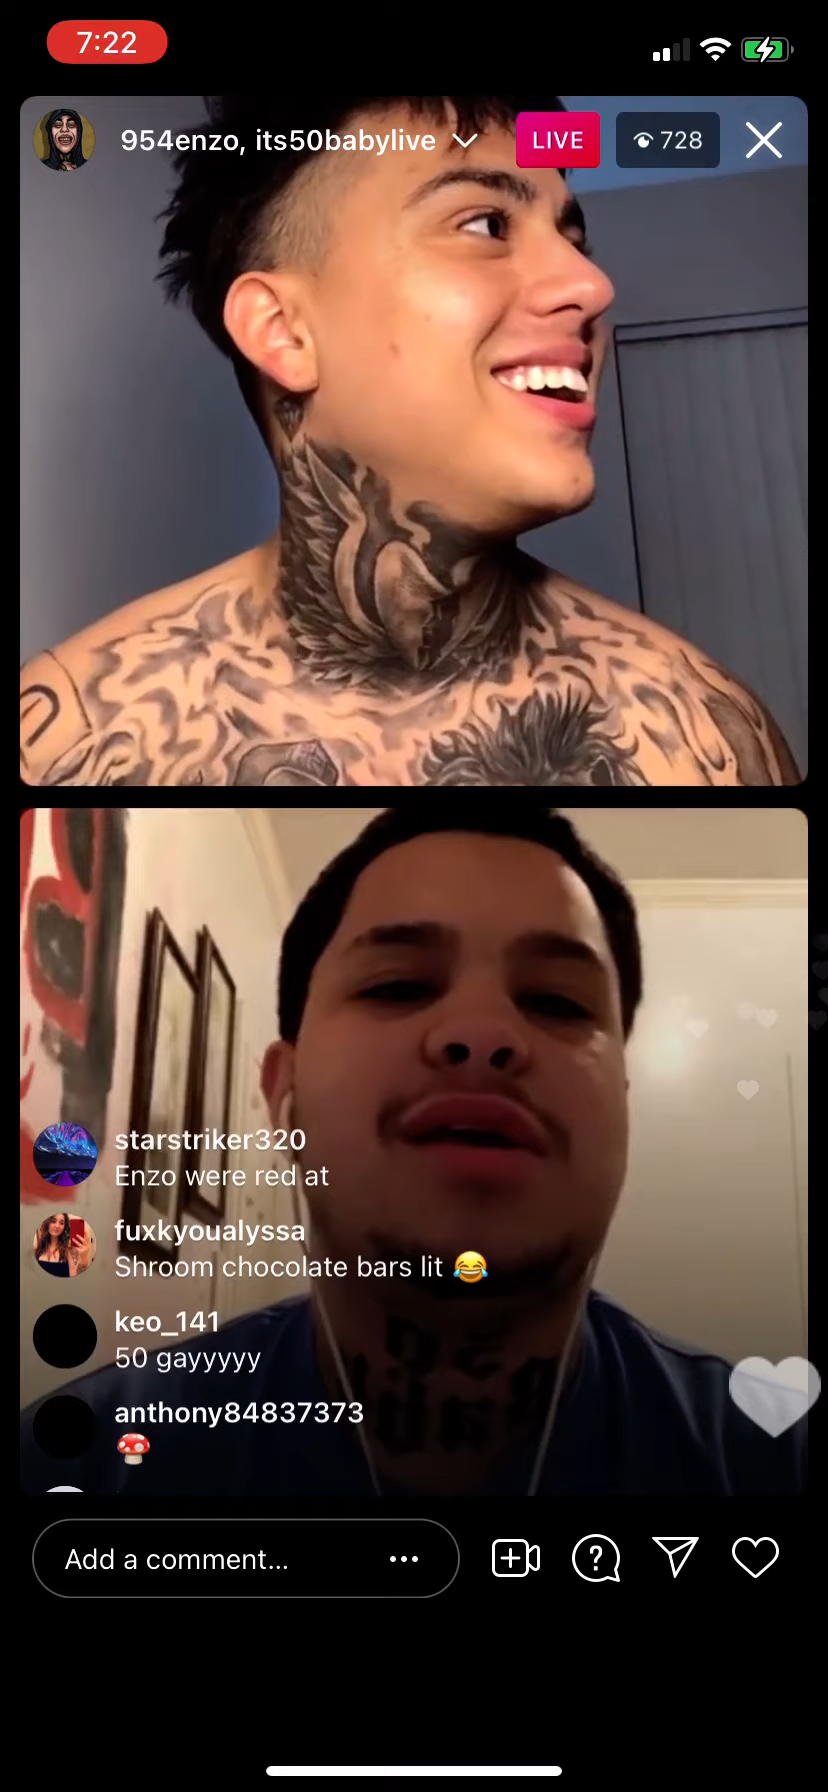 7:22
954enzo, its50babylive
LIVE
728
starstriker320
Enzo were red at
fuxkyoualyssa
Shroom chocolate bars lit 😂
keo_141
50 gayyyyy
anthony84837373
🍄
Add a comment...